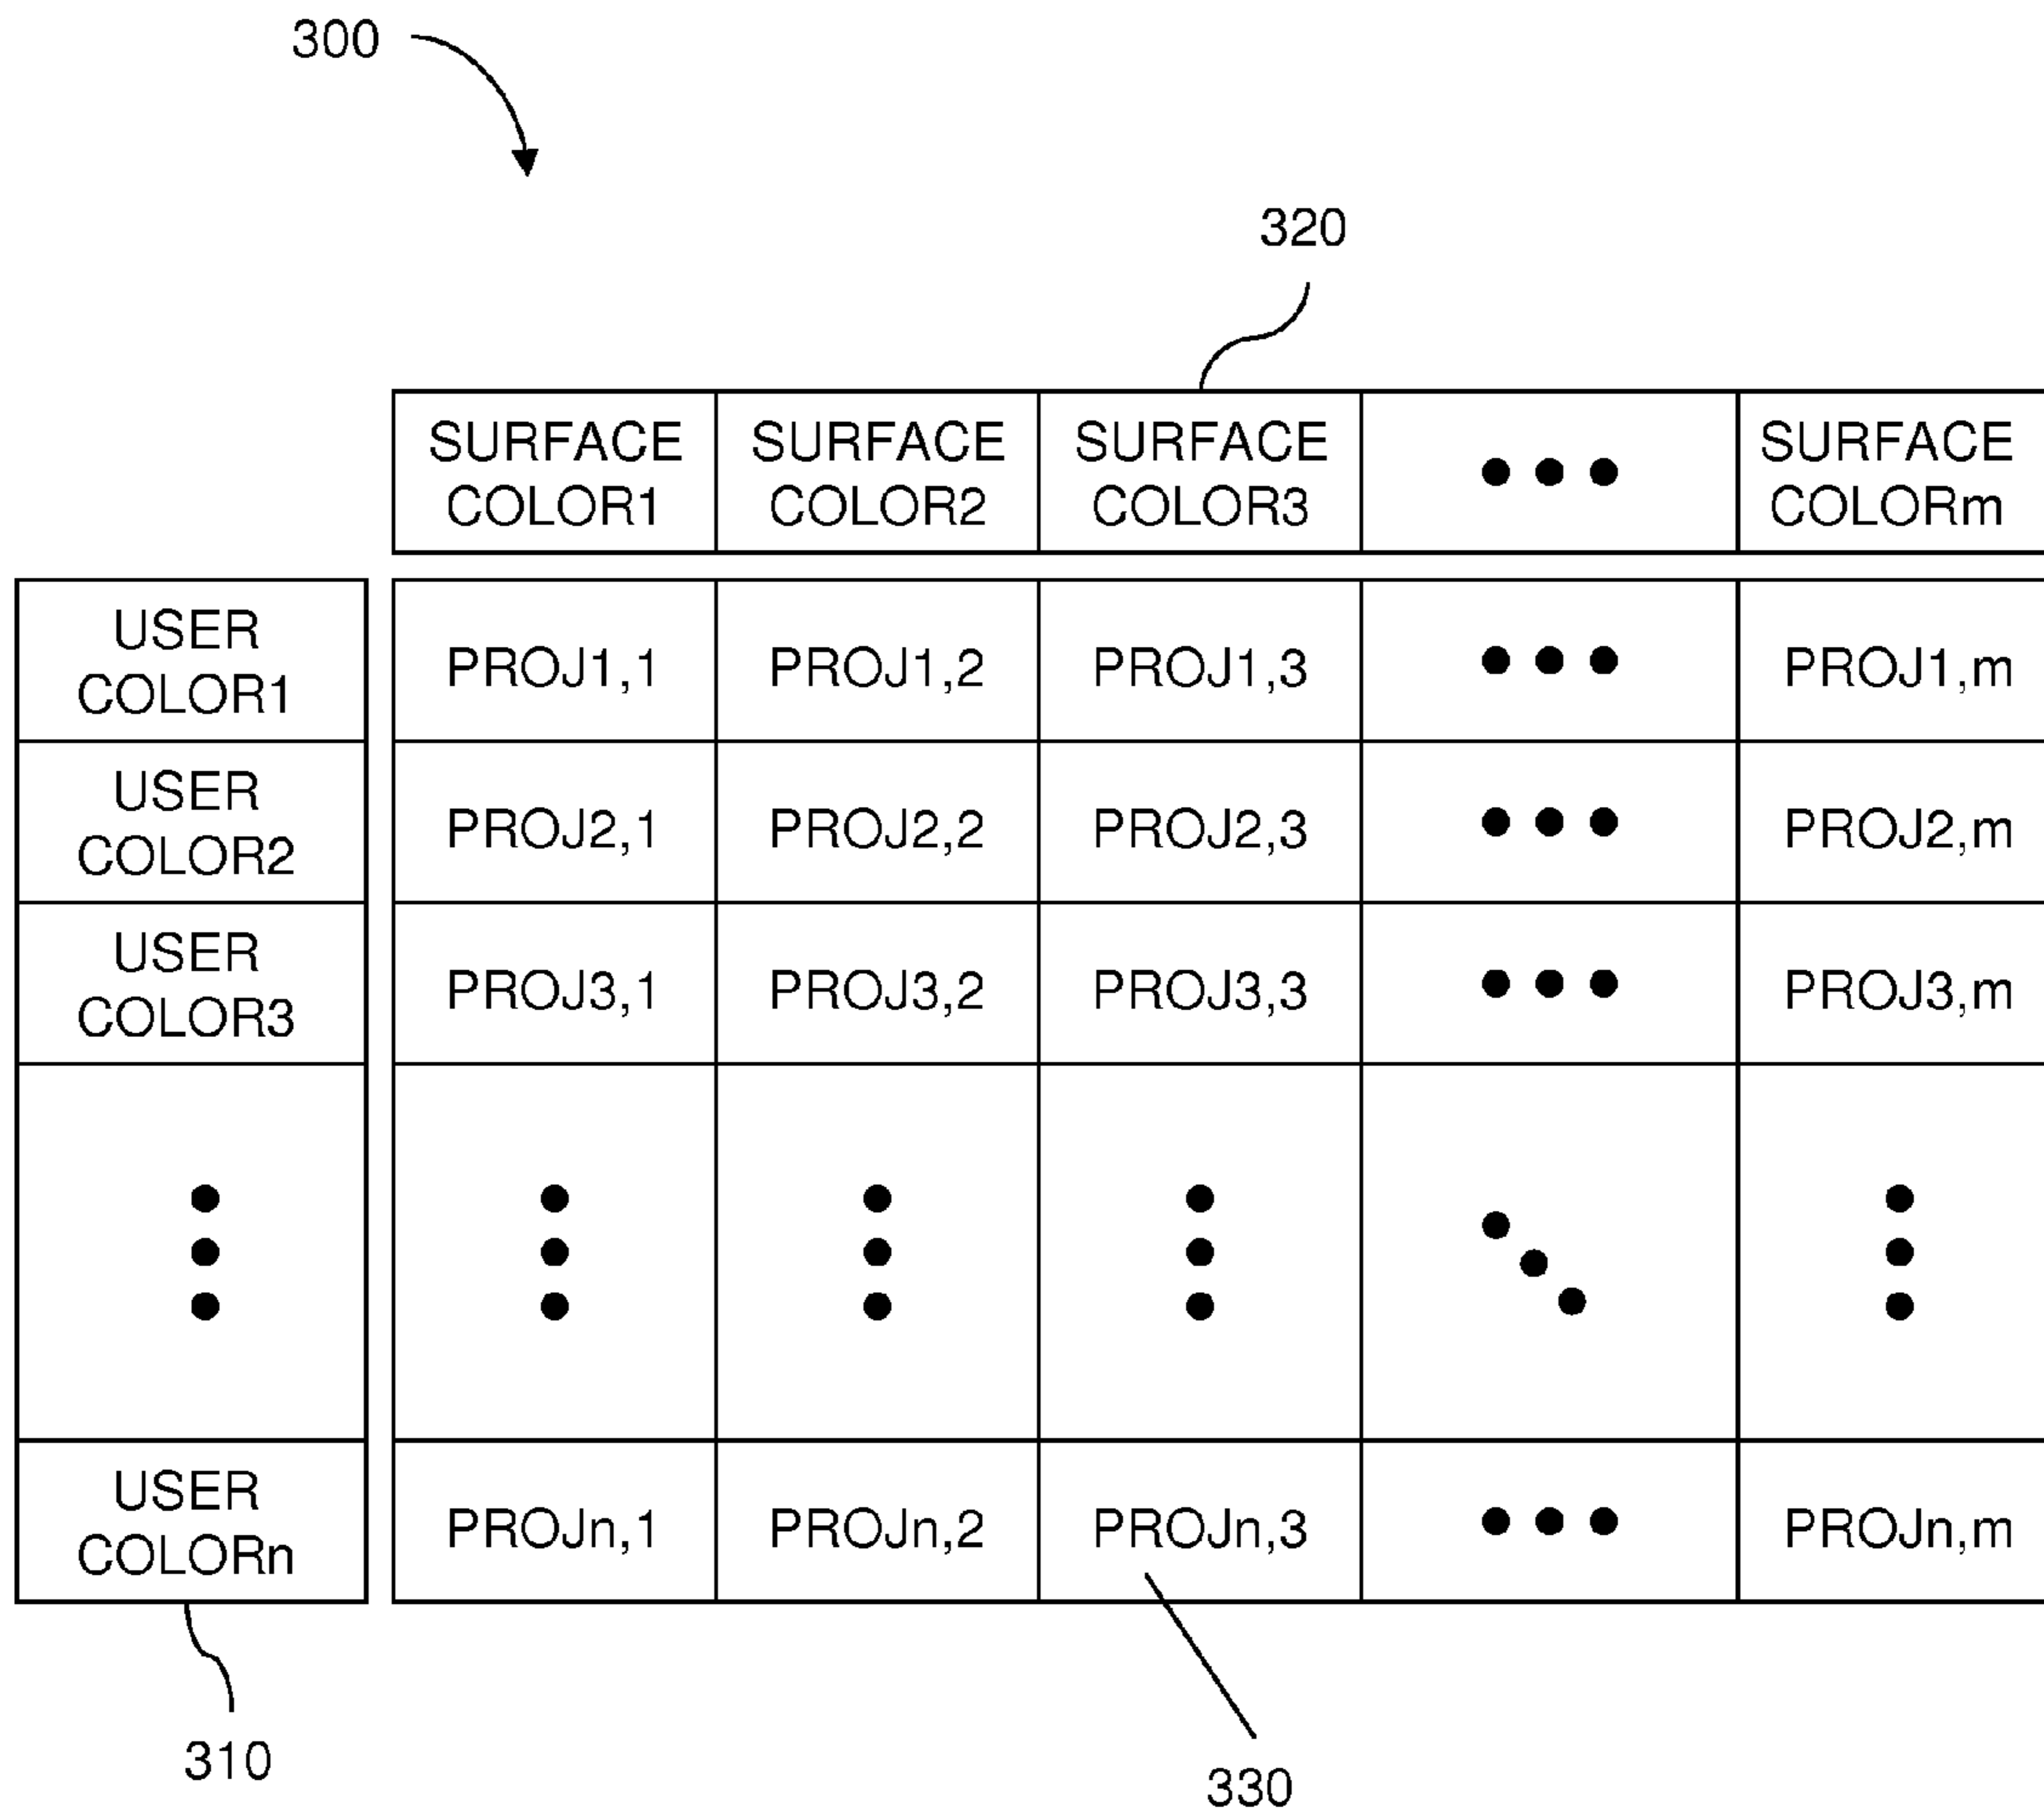 300
320
SURFACE COLOR1 SURFACE COLOR2 SURFACE COLOR3 SURFACE COLORm
USER COLOR1 PROJ1,1 PROJ1,2 PROJ1,3 PROJ1,m
USER COLOR2 PROJ2,1 PROJ2,2 PROJ2,3 PROJ2,m
USER COLOR3 PROJ3,1 PROJ3,2 PROJ3,3 PROJ3,m
USER COLORn PROJn,1 PROJn,2 PROJn,3 PROJn,m
310
330